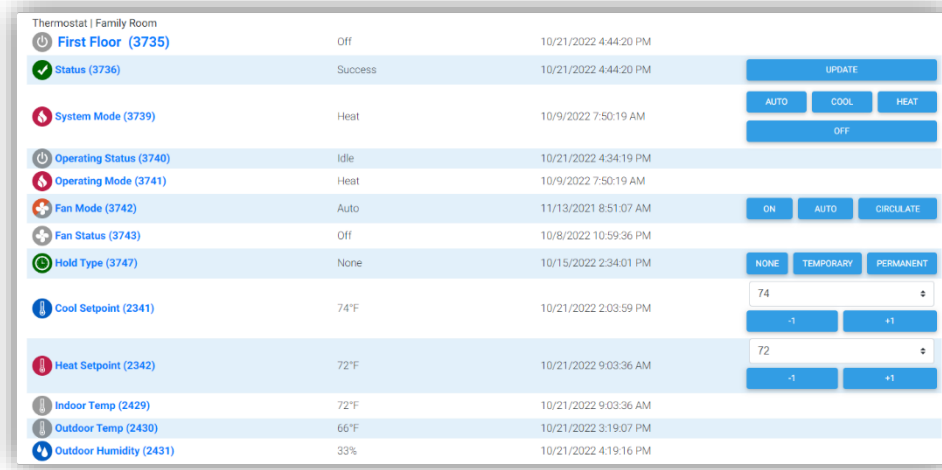 Thermostat | Family Room
First Floor (3735) Off 10/21/2022 4:44:20 PM
Status (3736) Success 10/21/2022 4:44:20 PM UPDATE
AUTO COOL HEAT
System Mode (3739) Heat 10/9/2022 7:50:19 AM
OFF
Operating Status (3740) Idle 10/21/2022 4:34:19 PM
Operating Mode (3741) Heat 10/9/2022 7:50:19 AM
Fan Mode (3742) Auto 11/13/2021 8:51:07 AM ON AUTO CIRCULATE
Fan Status (3743) Off 10/8/2022 10:59:36 PM
Hold Type (3747) None 10/15/2022 2:34:01 PM NONE TEMPORARY PERMANENT
74
Cool Setpoint (2341) 74°F 10/21/2022 2:03:59 PM
-1 +1
72
Heat Setpoint (2342) 72°F 10/21/2022 9:03:36 AM
-1 +1
Indoor Temp (2429) 72°F 10/21/2022 9:03:36 AM
Outdoor Temp (2430) 66°F 10/21/2022 3:19:07 PM
Outdoor Humidity (2431) 33% 10/21/2022 4:19:16 PM